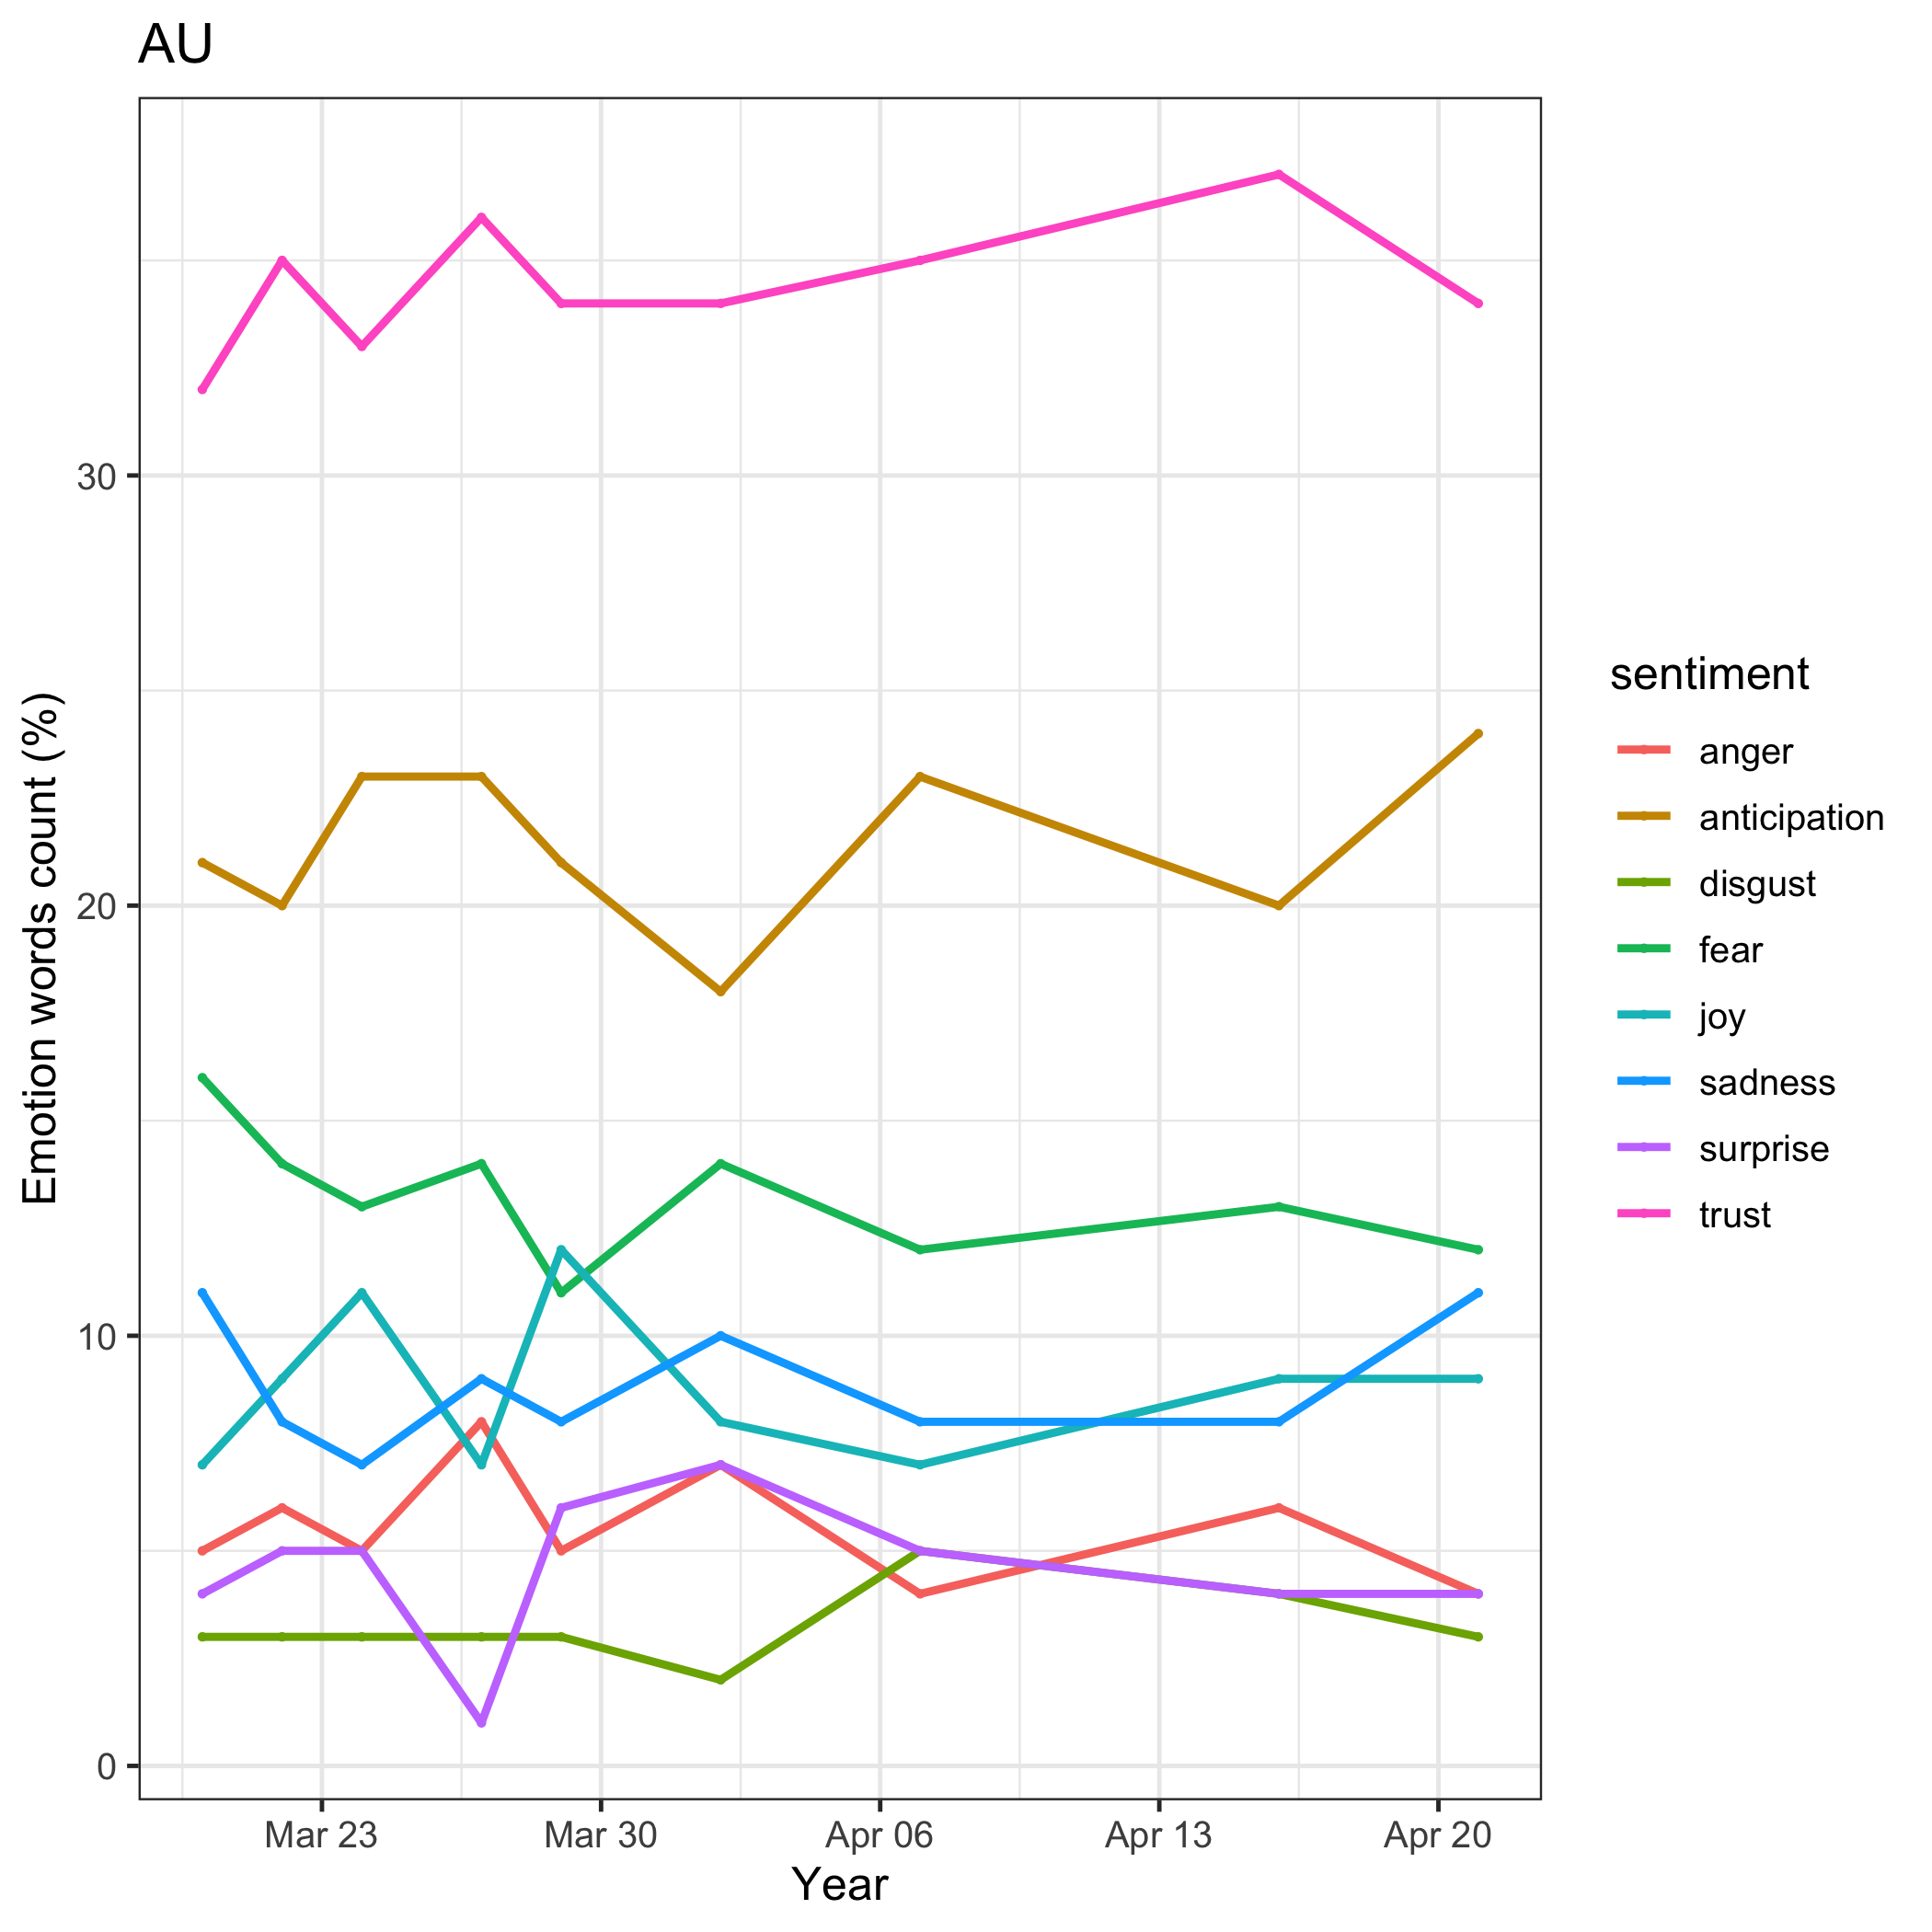 AU
Emotion words count (%)
30
20
10
0
Mar 23 Mar 30 Apr 06 Apr 13 Apr 20
Year
sentiment
anger
anticipation
disgust
fear
joy
sadness
surprise
trust